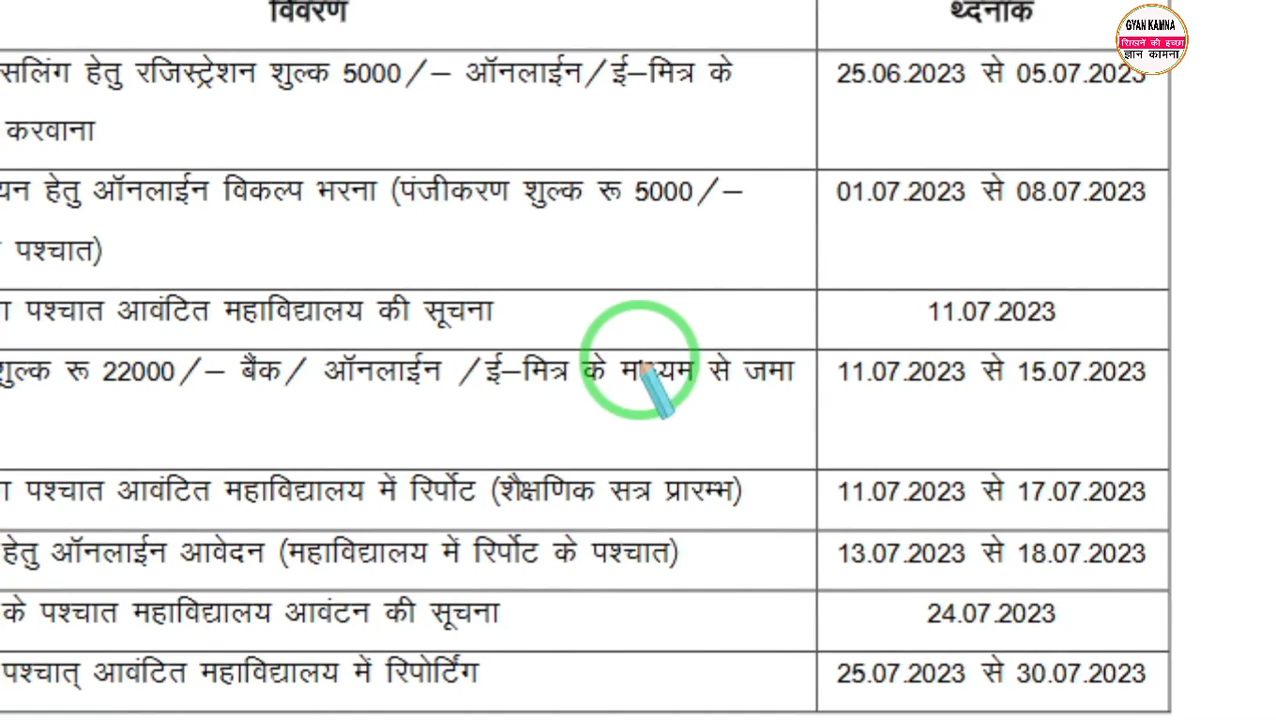 विवरण थ्दनांक
GYAN KAMNA
सिखने की इच्छा
ज्ञान कामना
सलिंग हेतु रजिस्ट्रेशन शुल्क 5000/– ऑनलाईन/ई–मित्र के 25.06.2023 से 05.07.2023
करवाना
यन हेतु ऑनलाईन विकल्प भरना (पंजीकरण शुल्क रू 5000/– 01.07.2023 से 08.07.2023
पश्चात)
पश्चात आवंटित महाविद्यालय की सूचना 11.07.2023
शुल्क रू 22000/– बैंक/ ऑनलाईन /ई–मित्र के माध्यम से जमा 11.07.2023 से 15.07.2023
पश्चात आवंटित महाविद्यालय में रिर्पोट (शैक्षणिक सत्र प्रारम्भ) 11.07.2023 से 17.07.2023
हेतु ऑनलाईन आवेदन (महाविद्यालय में रिर्पोट के पश्चात) 13.07.2023 से 18.07.2023
के पश्चात महाविद्यालय आवंटन की सूचना 24.07.2023
पश्चात् आवंटित महाविद्यालय में रिपोर्टिंग 25.07.2023 से 30.07.2023